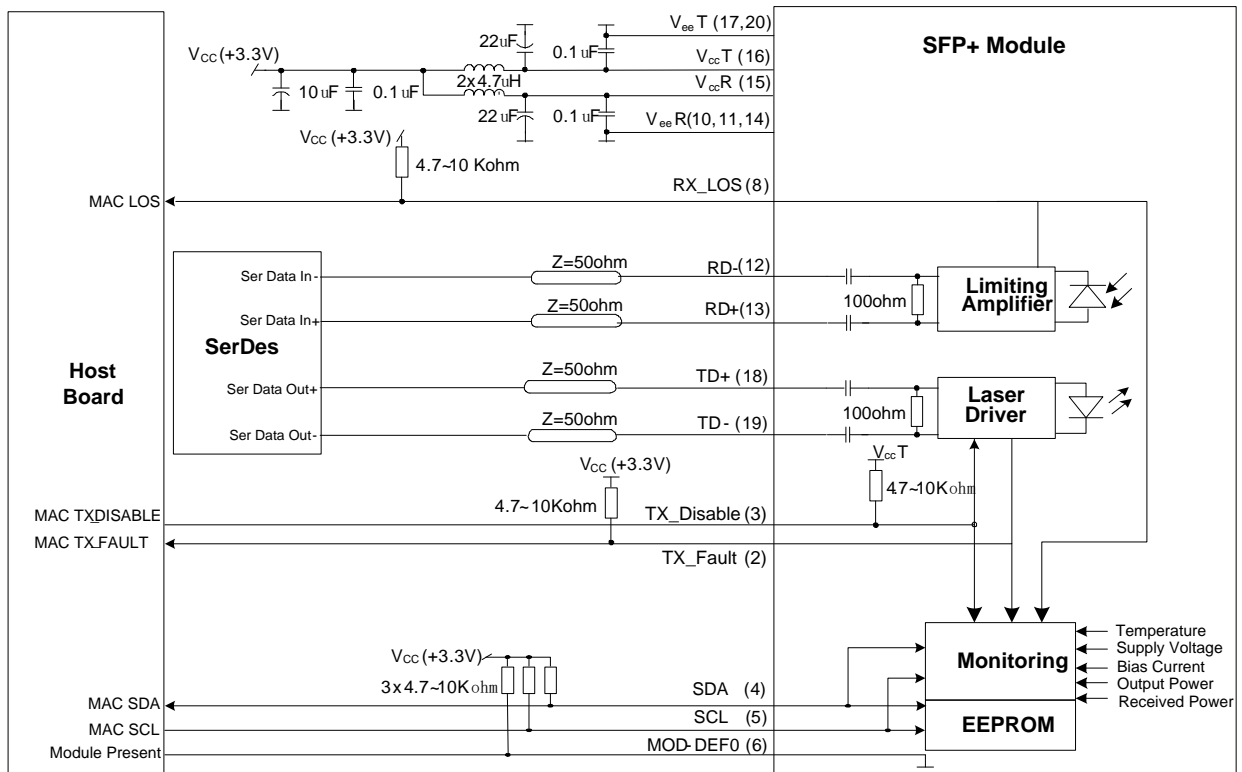 VeeT (17,20)
SFP+ Module
22uF
0.1uF
VCC(+3.3V)
VccT (16)
2x4.7uH
VccR (15)
10uF
0.1uF
22uF
0.1uF
VeeR(10,11,14)
VCC(+3.3V)
4.7~10 Kohm
RX_LOS(8)
MAC LOS
Z=50ohm
RD-(12)
Ser Data In-
Limiting
Amplifier
100ohm
Z=50ohm
RD+(13)
Ser Data In+
SerDes
Host
Board
Z=50ohm
TD+ (18)
Ser Data Out+
Laser
Driver
100ohm
Z=50ohm
TD- (19)
Ser Data Out-
VCC(+3.3V)
VccT
4.7~10Kohm
4.7~10Kohm
MAC TX_DISABLE
TX_Disable(3)
MAC TX_FAULT
TX_Fault (2)
Temperature
Supply Voltage
VCC(+3.3V)
Monitoring
Bias Current
3x4.7~10Kohm
Output Power
SDA (4)
Received Power
MAC SDA
SCL (5)
EEPROM
MAC SCL
MOD-DEF0 (6)
Module Present